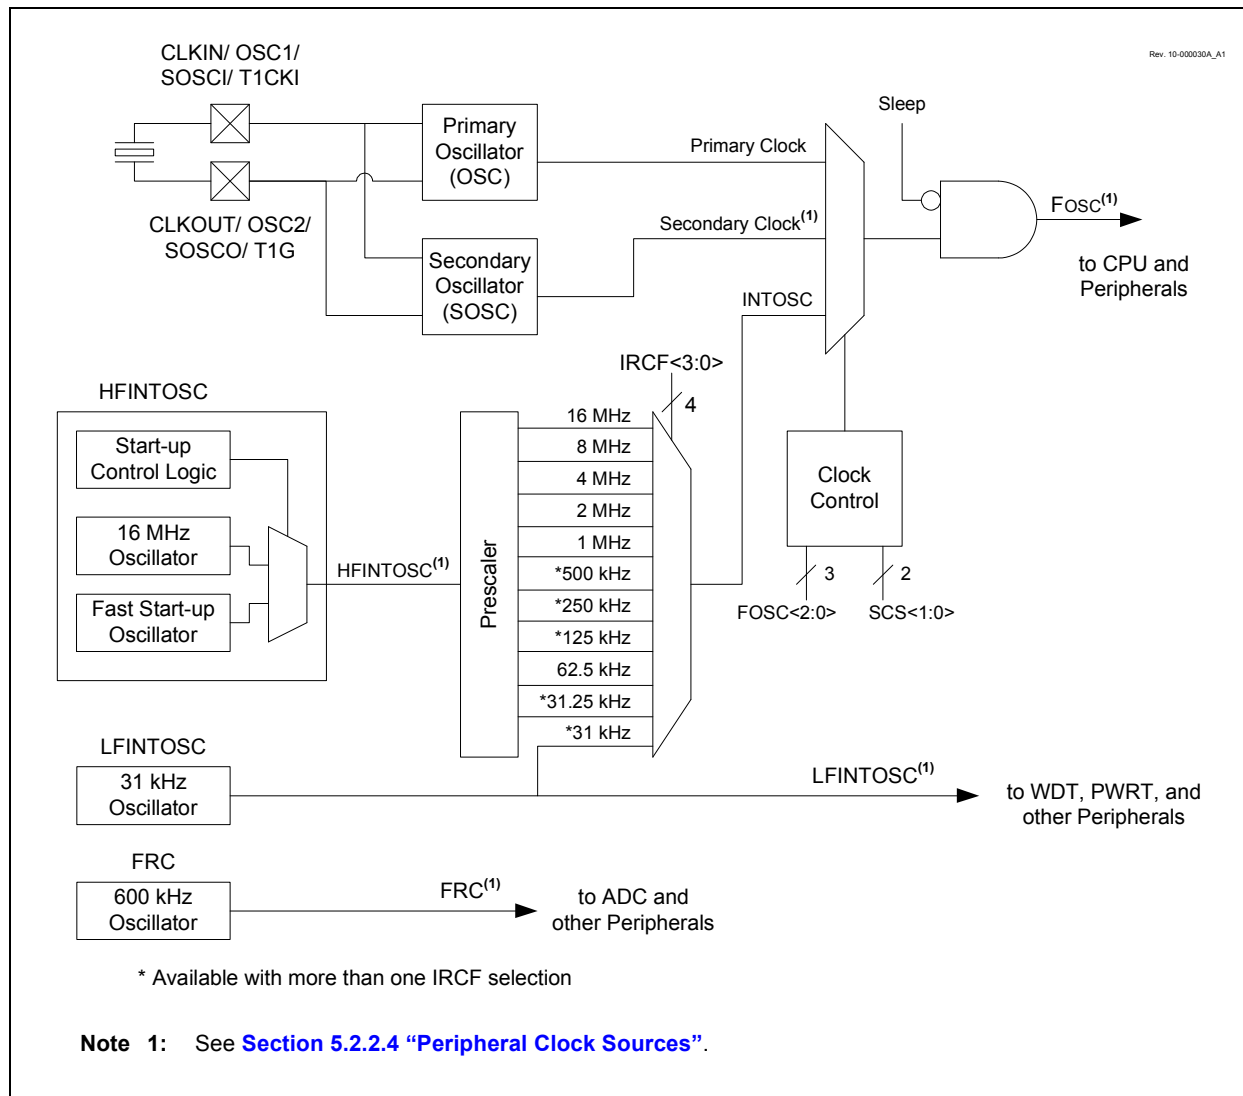 CLKIN/ OSC1/
SOSCI/ T1CKI
Rev. 10-000030A_A1
Sleep
Primary
Oscillator
(OSC)
Primary Clock
FOSC(1)
CLKOUT/ OSC2/
SOSCO/ T1G
Secondary Clock(1)
Secondary
Oscillator
(SOSC)
to CPU and
Peripherals
INTOSC
IRCF<3:0>
4
HFINTOSC
Start-up
Control Logic
16 MHz
Oscillator
Fast Start-up
Oscillator
HFINTOSC(1)
Prescaler
16 MHz
8 MHz
4 MHz
2 MHz
1 MHz
*500 kHz
*250 kHz
*125 kHz
62.5 kHz
*31.25 kHz
*31 kHz
Clock
Control
3
2
FOSC<2:0>
SCS<1:0>
LFINTOSC
31 kHz
Oscillator
LFINTOSC(1)
to WDT, PWRT, and
other Peripherals
FRC
600 kHz
Oscillator
FRC(1)
to ADC and
other Peripherals
* Available with more than one IRCF selection
Note 1: See Section 5.2.2.4 “Peripheral Clock Sources”.